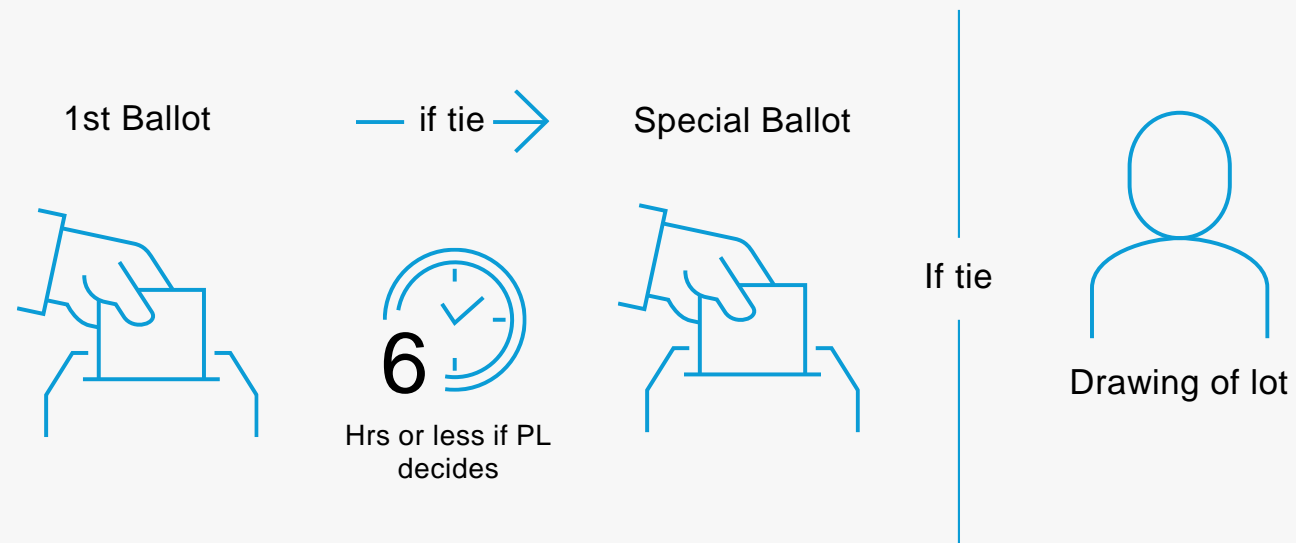 1st Ballot
if tie
Special Ballot
6
Hrs or less if PL
decides
If tie
Drawing of lot